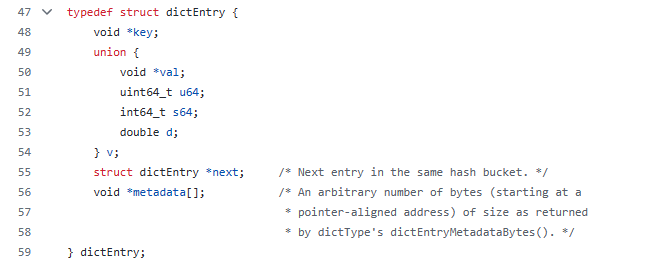 47 typedef struct dictEntry {
48     void *key;
49     union {
50         void *val;
51         uint64_t u64;
52         int64_t s64;
53         double d;
54     } v;
55     struct dictEntry *next;     /* Next entry in the same hash bucket. */
56     void *metadata[];           /* An arbitrary number of bytes (starting at a
57                                  * pointer-aligned address) of size as returned
58                                  * by dictType's dictEntryMetadataBytes(). */
59 } dictEntry;